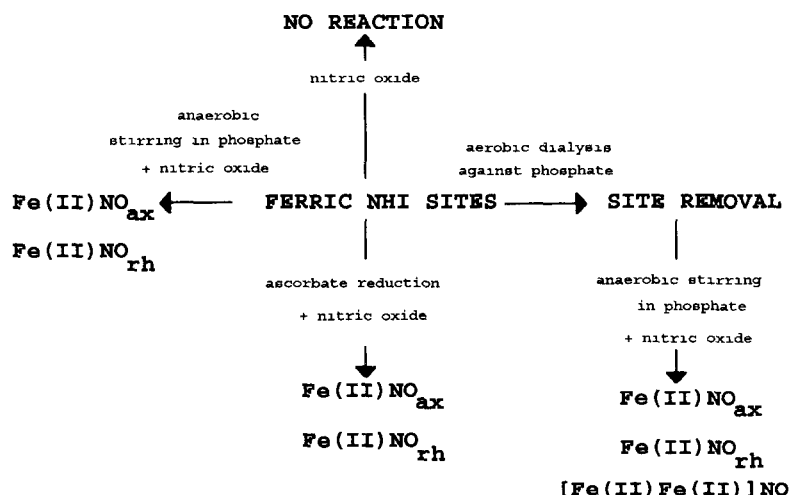 NO REACTION
nitric oxide
anaerobic
stirring in phosphate
+ nitric oxide
aerobic dialysis
against phosphate
Fe(II)NOax
FERRIC NHI SITES
SITE REMOVAL
Fe(II)NOrh
ascorbate reduction
+ nitric oxide
anaerobic stirring
in phosphate
+ nitric oxide
Fe(II)NOax
Fe(II)NOrh
Fe(II)NOax
Fe(II)NOrh
[Fe(II)Fe(II)]NO